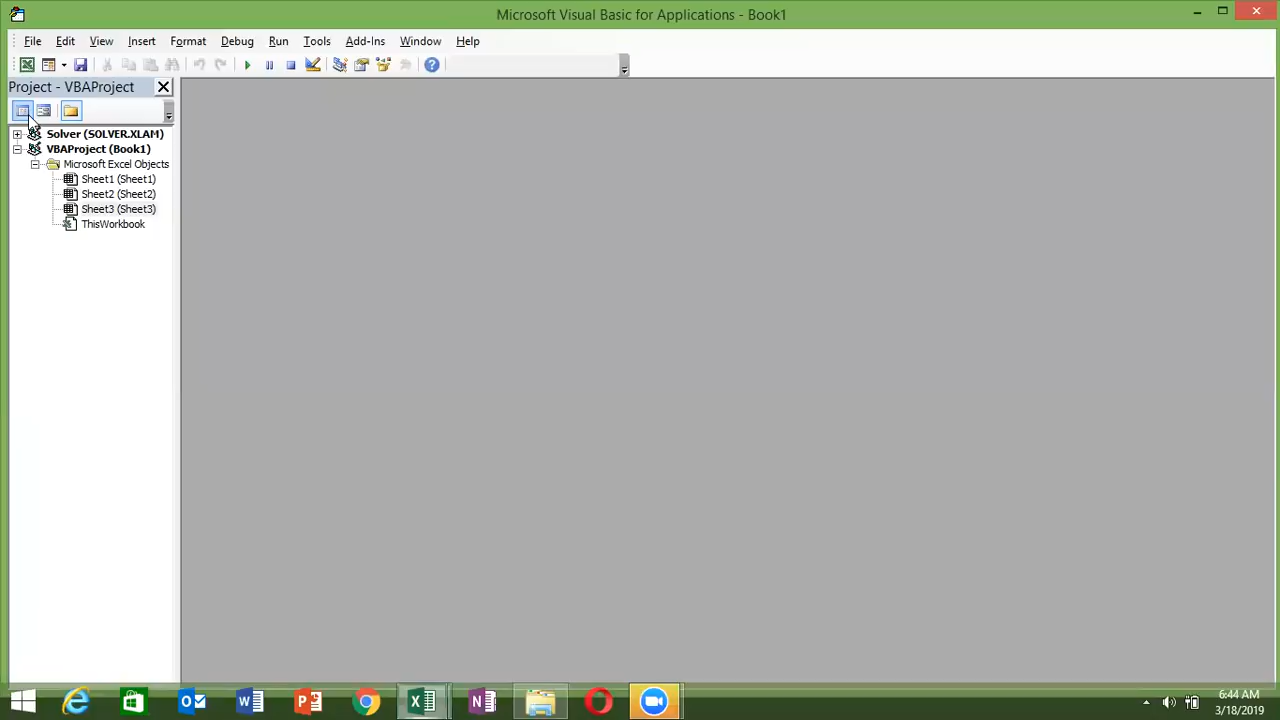 Microsoft Visual Basic for Applications - Book1
File Edit View Insert Format Debug Run Tools Add-Ins Window Help
Project - VBAProject
Solver (SOLVER.XLAM)
VBAProject (Book1)
Microsoft Excel Objects
Sheet1 (Sheet1)
Sheet2 (Sheet2)
Sheet3 (Sheet3)
ThisWorkbook
6:44 AM
3/18/2019